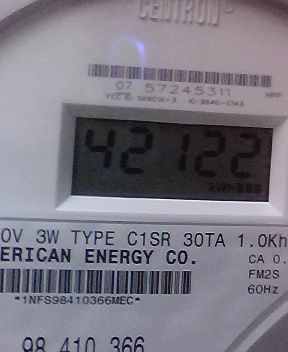 CENTRON
07 57245311
42122
0V 3W TYPE C1SR 30TA 1.0Kh
ERICAN ENERGY CO.
CA 0.
FM2S
60Hz
*1NFS98410366MEC*
98 410 366